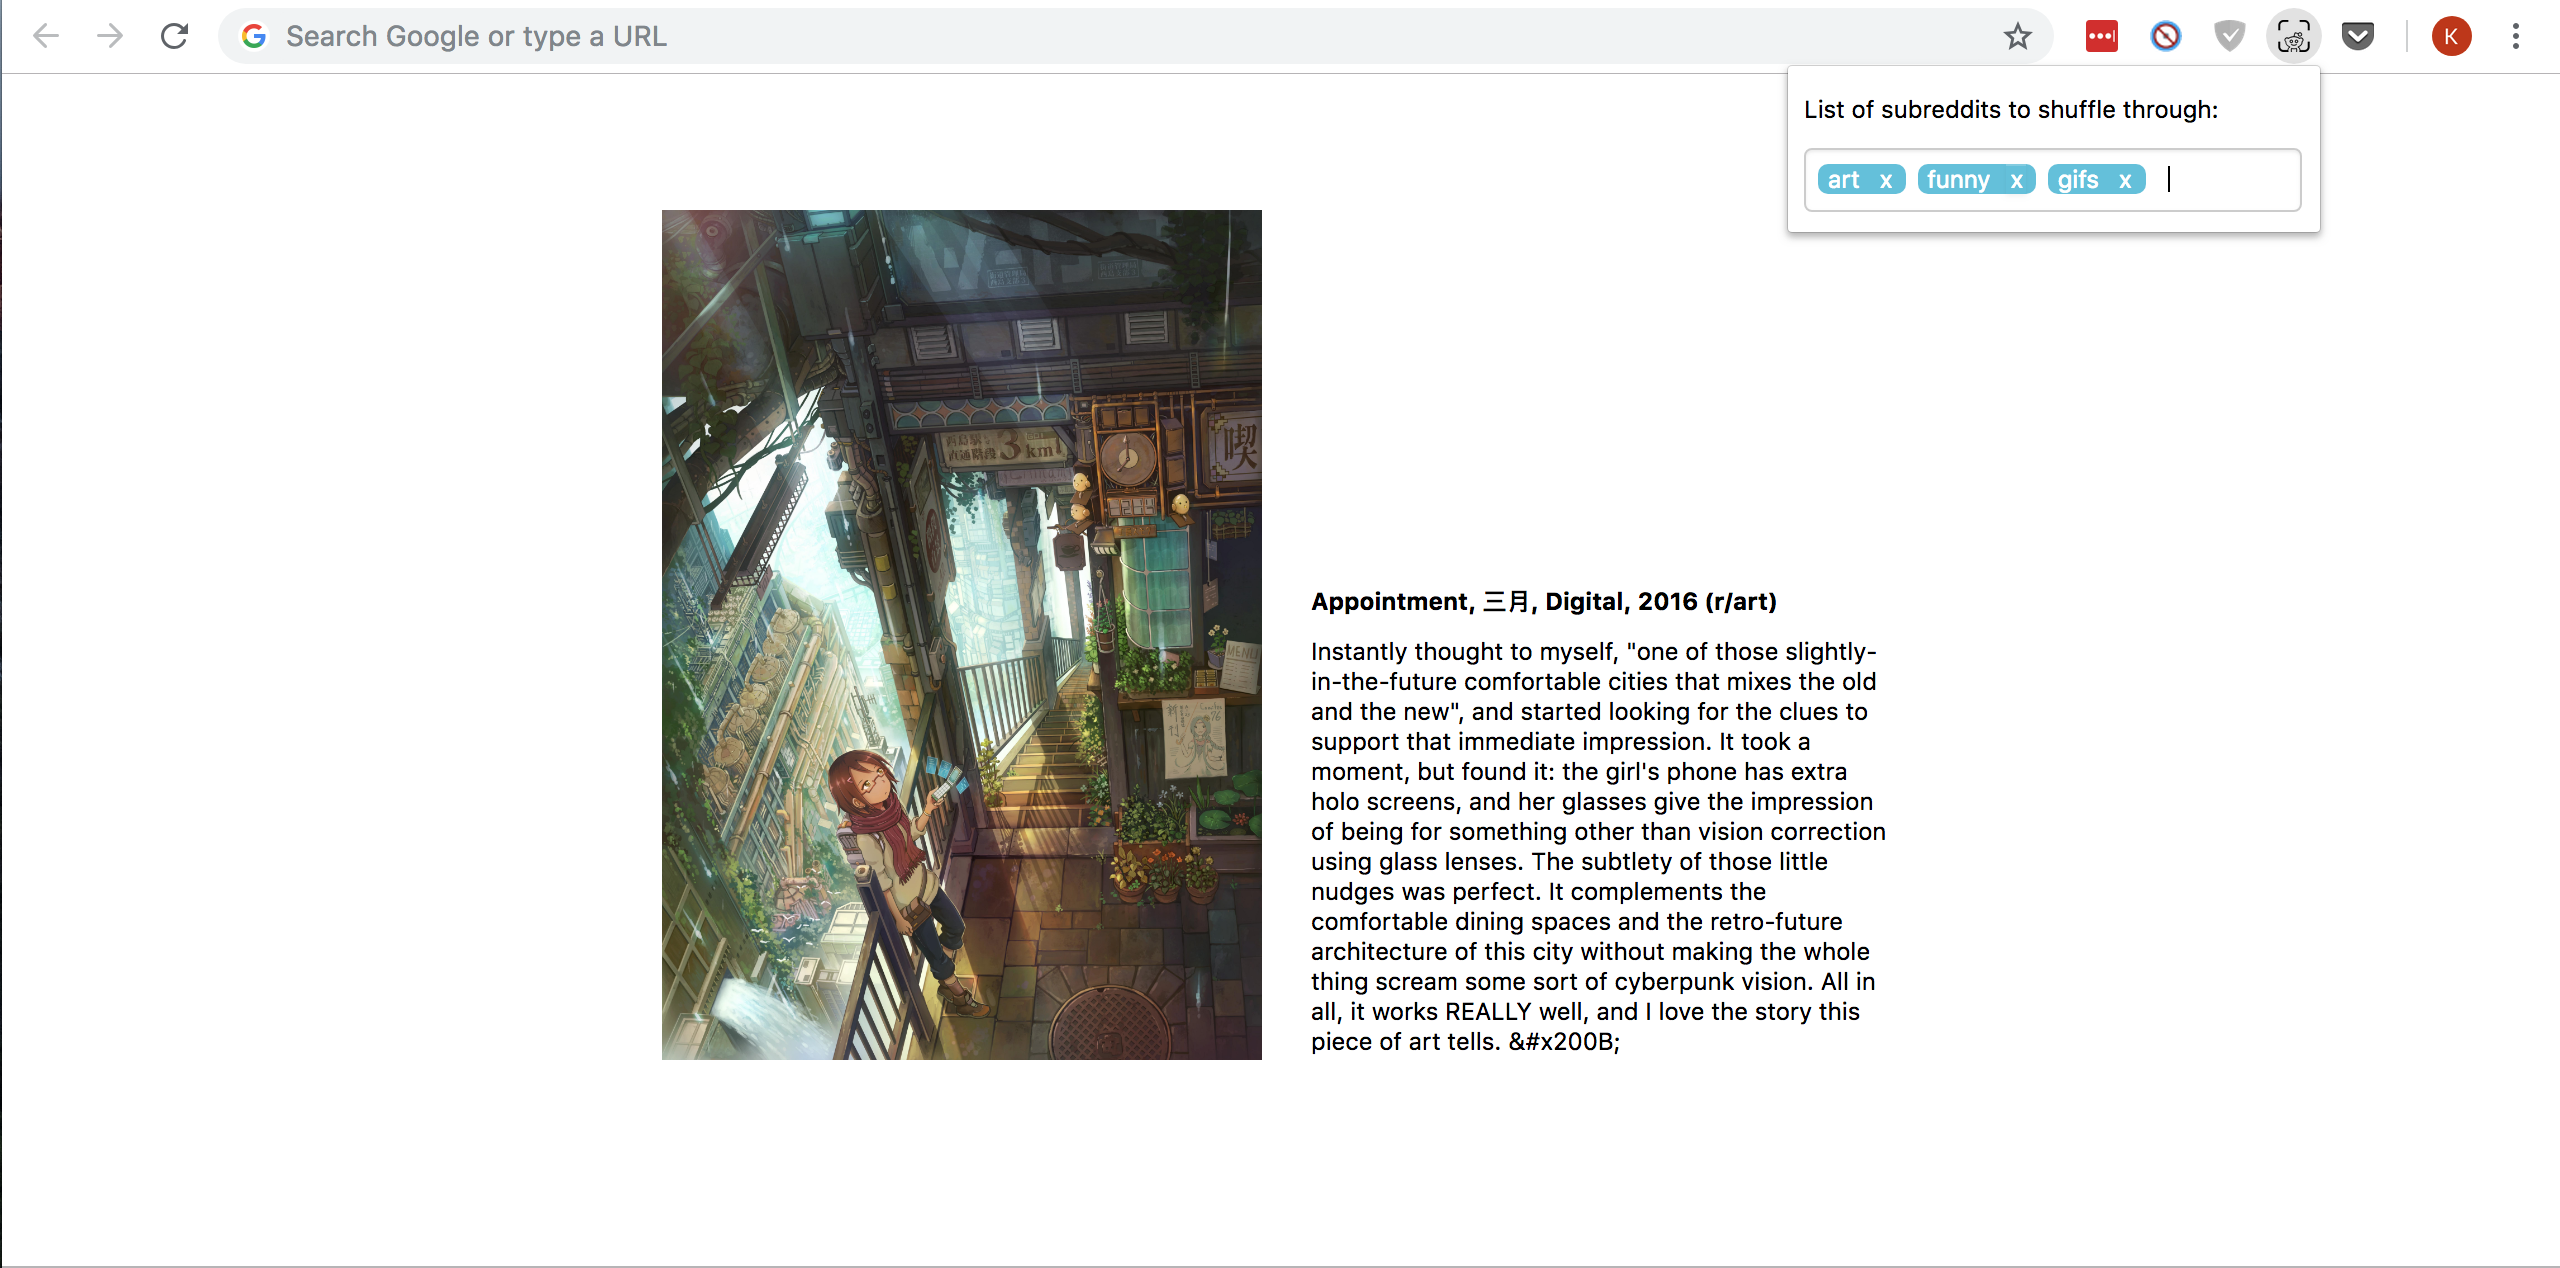 Search Google or type a URL
K
List of subreddits to shuffle through:
art x funny x gifs x
3 km
喫
MENU
Appointment, 三月, Digital, 2016 (r/art)
Instantly thought to myself, "one of those slightly-
in-the-future comfortable cities that mixes the old
and the new", and started looking for the clues to
support that immediate impression. It took a
moment, but found it: the girl's phone has extra
holo screens, and her glasses give the impression
of being for something other than vision correction
using glass lenses. The subtlety of those little
nudges was perfect. It complements the
comfortable dining spaces and the retro-future
architecture of this city without making the whole
thing scream some sort of cyberpunk vision. All in
all, it works REALLY well, and I love the story this
piece of art tells. &#x200B;